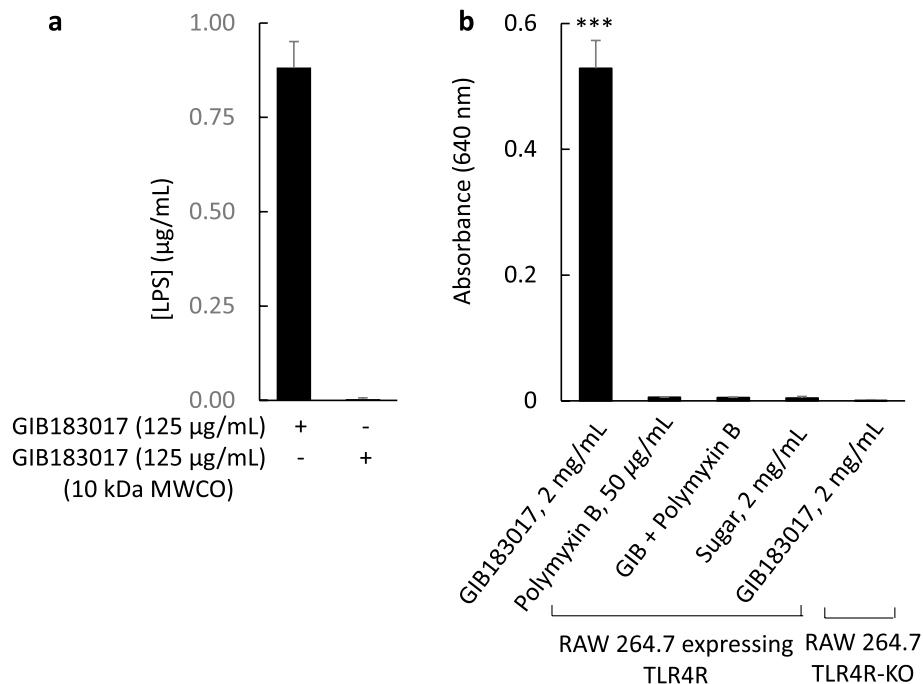 a
1.00
0.75
0.50
0.25
0.00
[LPS] (µg/mL)
GIB183017 (125 µg/mL) + -
GIB183017 (125 µg/mL) - +
(10 kDa MWCO)
b
***
0.6
0.4
0.2
0
Absorbance (640 nm)
GIB183017, 2 mg/mL
Polymyxin B, 50 µg/mL
GIB + Polymyxin B
Sugar, 2 mg/mL
GIB183017, 2 mg/mL
RAW 264.7 expressing
TLR4R
RAW 264.7
TLR4R-KO